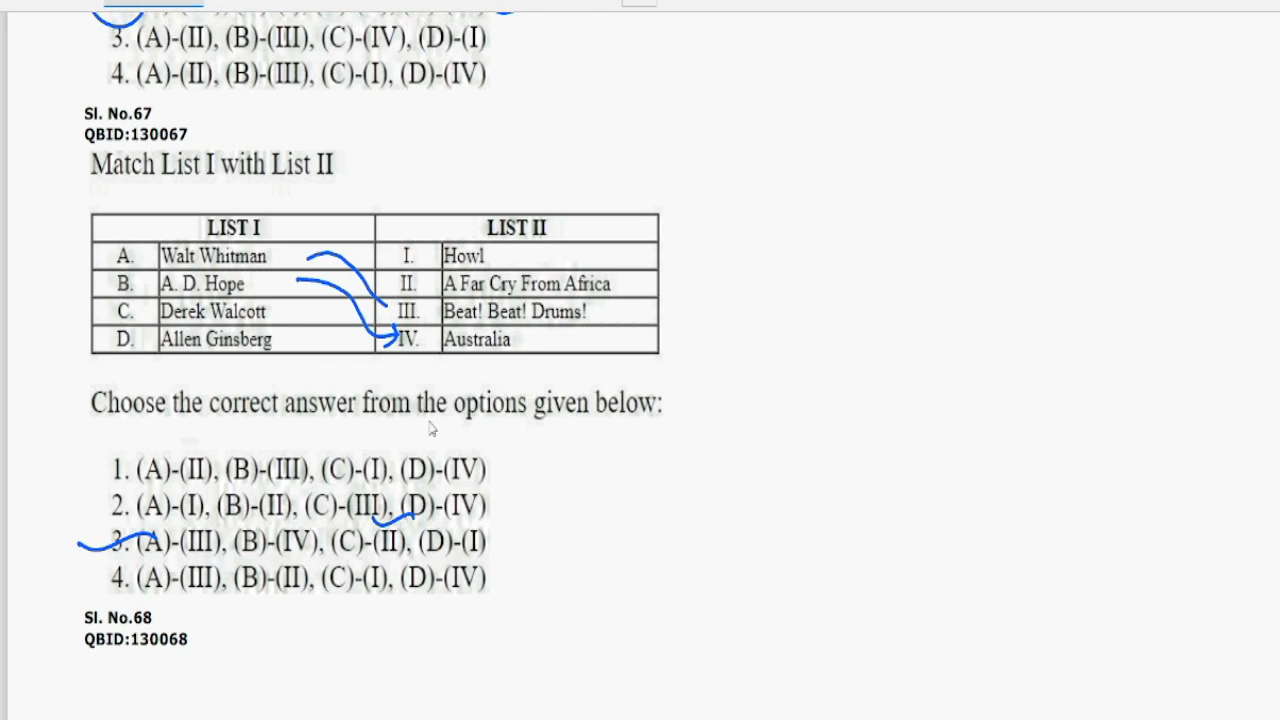 3. (A)-(II), (B)-(III), (C)-(IV), (D)-(I)
4. (A)-(II), (B)-(III), (C)-(I), (D)-(IV)
Sl. No.67
QBID:130067
Match List I with List II
LIST I LIST II
A. Walt Whitman I. Howl
B. A. D. Hope II. A Far Cry From Africa
C. Derek Walcott III. Beat! Beat! Drums!
D. Allen Ginsberg IV. Australia
Choose the correct answer from the options given below:
1. (A)-(II), (B)-(III), (C)-(I), (D)-(IV)
2. (A)-(I), (B)-(II), (C)-(III), (D)-(IV)
3. (A)-(III), (B)-(IV), (C)-(II), (D)-(I)
4. (A)-(III), (B)-(II), (C)-(I), (D)-(IV)
Sl. No.68
QBID:130068